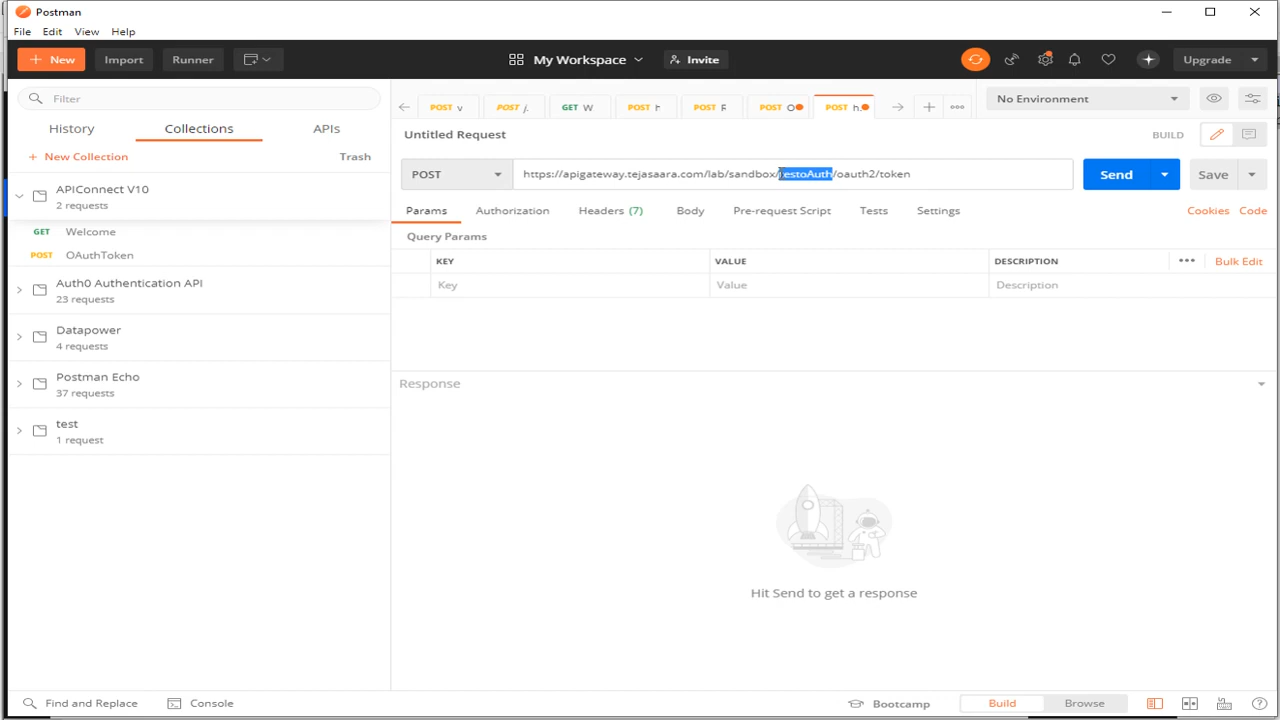 Postman
File Edit View Help
New Import Runner My Workspace Invite Upgrade
Filter
History Collections APIs
New Collection Trash
APIConnect V10
2 requests
GET Welcome
POST OAuthToken
Auth0 Authentication API
23 requests
Datapower
4 requests
Postman Echo
37 requests
test
1 request
POST GET W POST POST F POST POST h. No Environment
Untitled Request BUILD
POST https://apigateway.tejasaara.com/lab/sandbox/testoAuth/oauth2/token Send Save
Params Authorization Headers (7) Body Pre-request Script Tests Settings Cookies Code
Query Params
KEY VALUE DESCRIPTION Bulk Edit
Key Value Description
Response
Hit Send to get a response
Find and Replace Console Bootcamp Build Browse